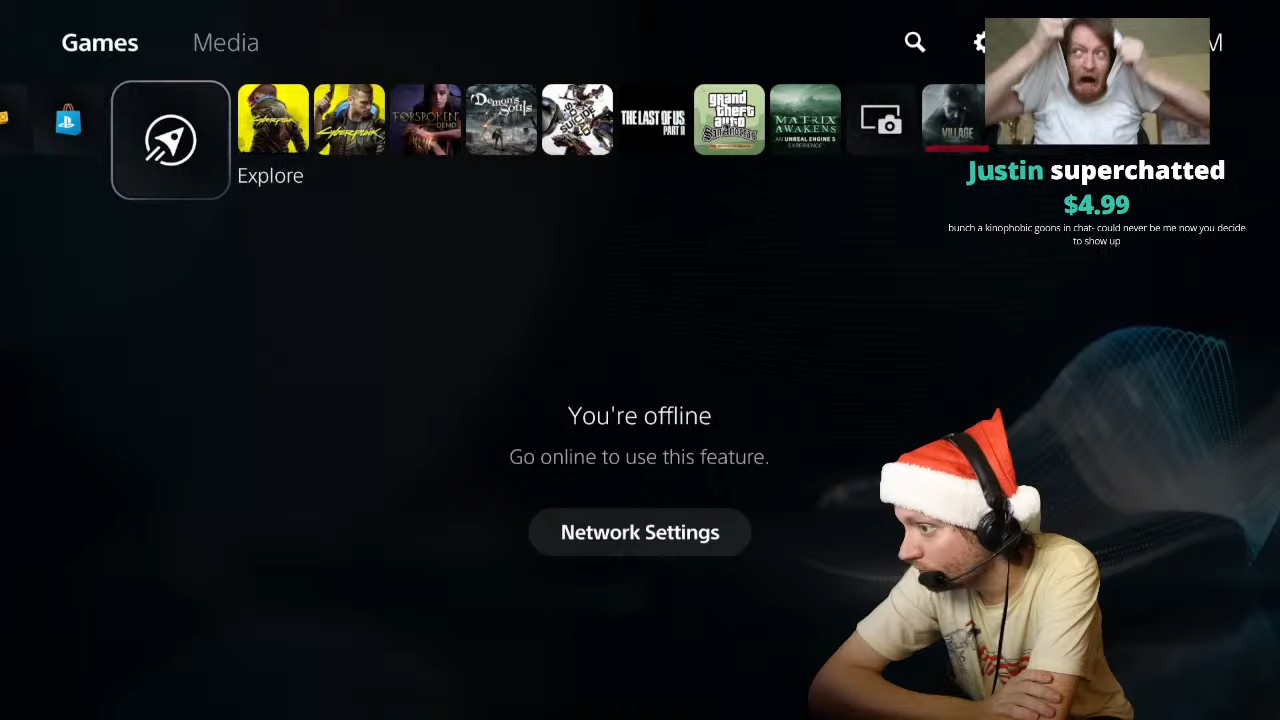 Games
Media
M
CYBERPUNK
CYBERPUNK
FORSPOKEN
DEMO
Demon's
Souls
SUICIDE
THE LAST OF US
PART II
grand
theft
auto
San Andreas
MATRIX
AWAKENS
AN UNREAL ENGINE 5
EXPERIENCE
VILLAGE
Explore
Justin superchatted
$4.99
bunch a kinophobic goons in chat- could never be me now you decide
to show up
You're offline
Go online to use this feature.
Network Settings